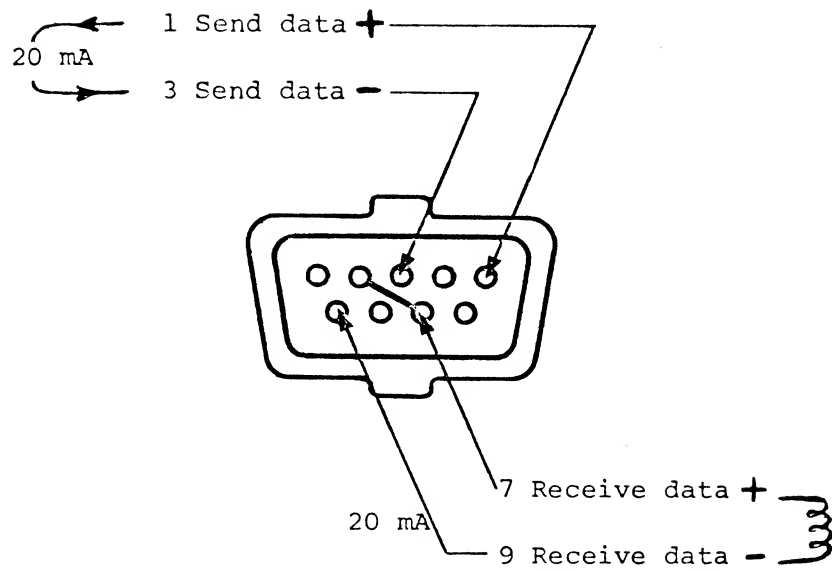 1 Send data +
20 mA
3 Send data -
7 Receive data +
20 mA
9 Receive data -